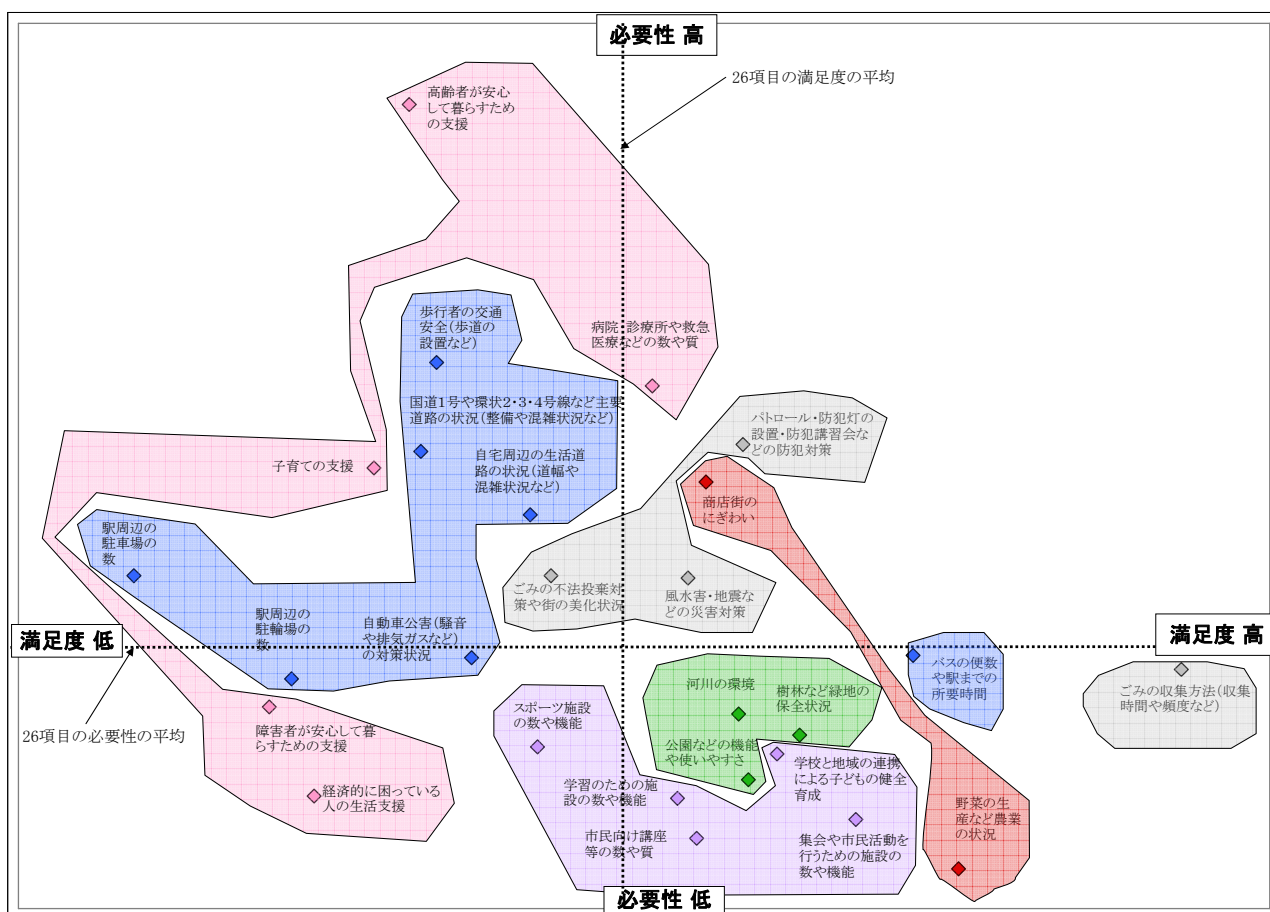 必要性 高
26項目の満足度の平均
高齢者が安心
して暮らすため
の支援
歩行者の交通
安全(歩道の
設置など)
病院・診療所や救急
医療などの数や質
国道1号や環状2・3・4号線など主要
道路の状況(整備や混雑状況など)
パトロール・防犯灯の
設置・防犯講習会な
どの防犯対策
自宅周辺の生活道
路の状況(道幅や
混雑状況など)
子育ての支援
商店街の
にぎわい
駅周辺の
駐車場の
数
ごみの不法投棄対
策や街の美化状況
風水害・地震な
どの災害対策
駅周辺の
駐輪場の
数
自動車公害(騒音
や排気ガスなど)
の対策状況
満足度 低
満足度 高
バスの便数
や駅までの
所要時間
ごみの収集方法(収集
時間や頻度など)
26項目の必要性の平均
河川の環境
樹林など緑地の
保全状況
スポーツ施設
の数や機能
障害者が安心して暮
らすための支援
公園などの機能
や使いやすさ
学校と地域の連携
による子どもの健全
育成
学習のための施
設の数や機能
経済的に困っている
人の生活支援
市民向け講座
等の数や質
集会や市民活動を
行うための施設の
数や機能
野菜の生
産など農業
の状況
必要性 低